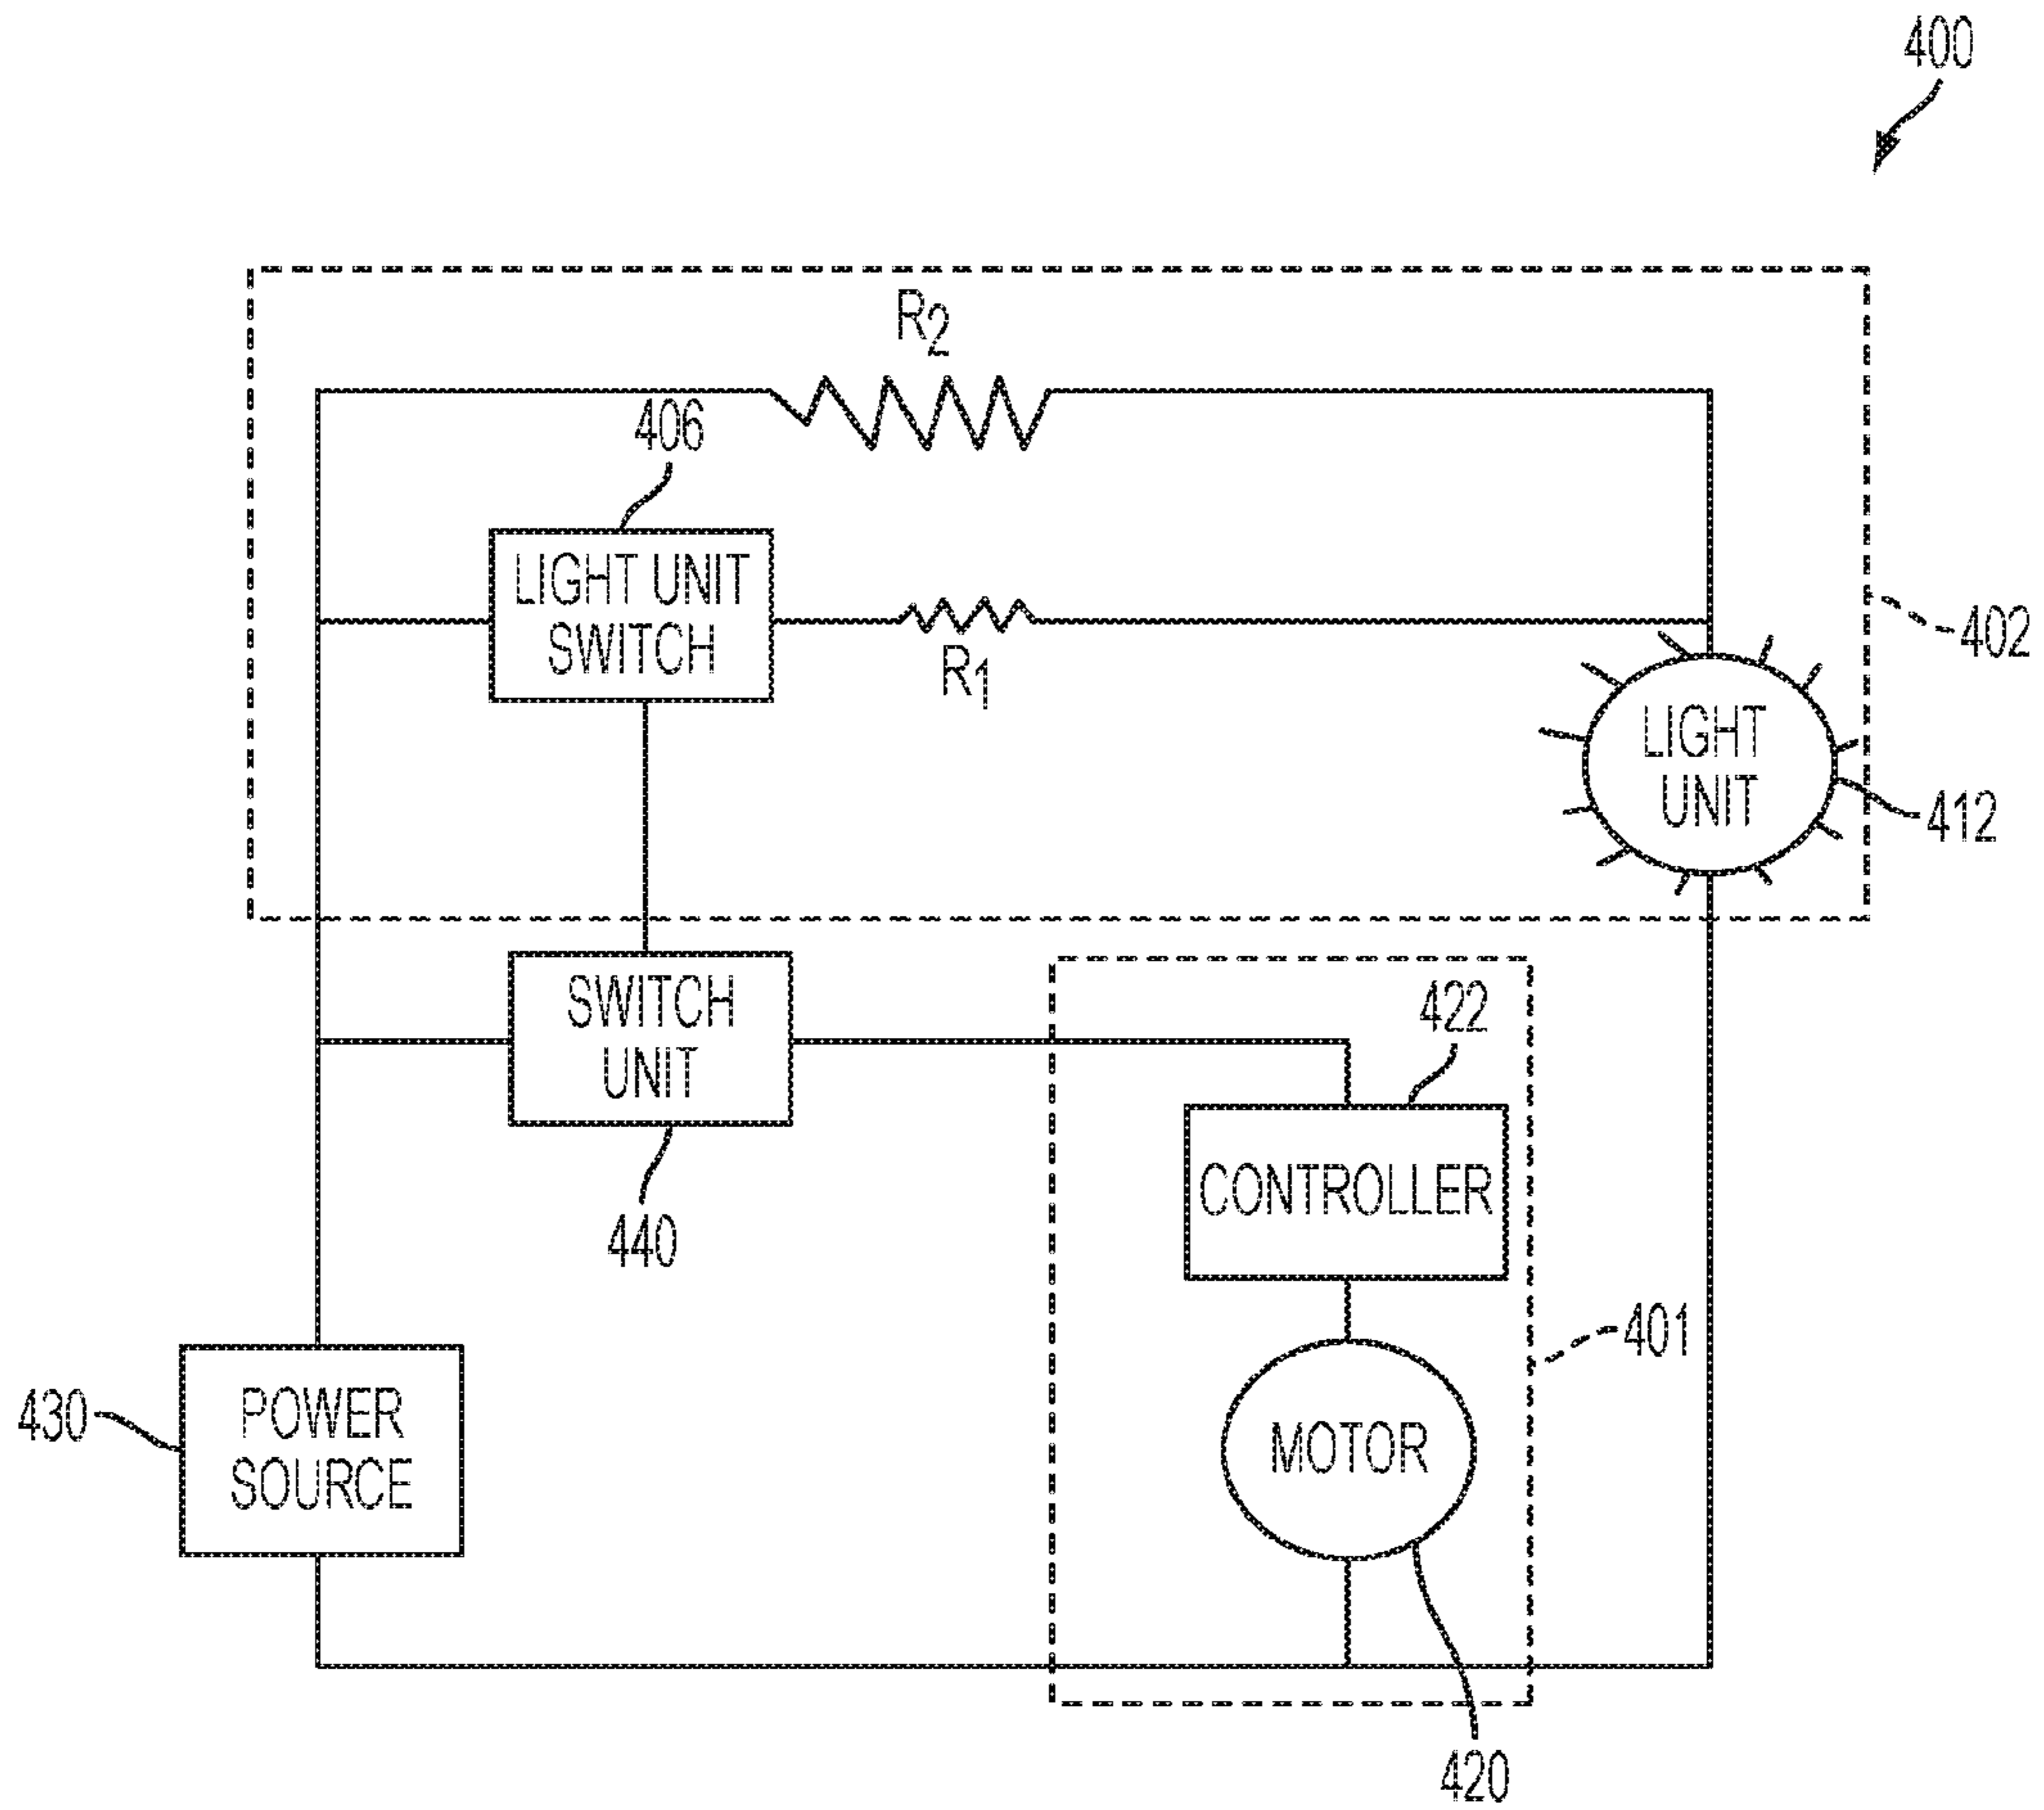 400
R2
406
LIGHT UNIT
SWITCH
R1
402
LIGHT
UNIT
412
SWITCH
UNIT
422
440
CONTROLLER
401
430
POWER
SOURCE
MOTOR
420